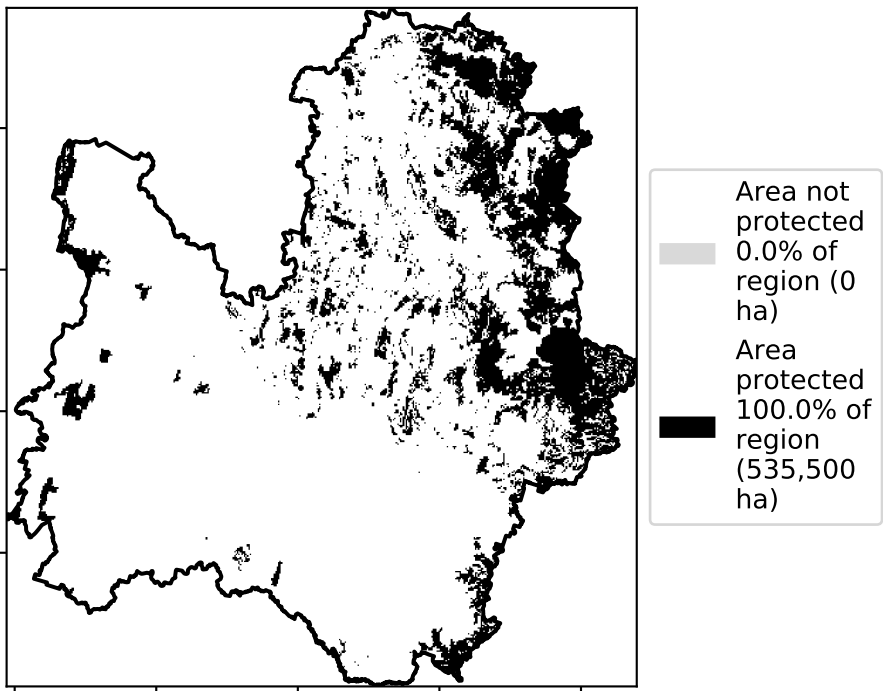 Area not
protected
0.0% of
region (0
ha)
Area
protected
100.0% of
region
(535,500
ha)